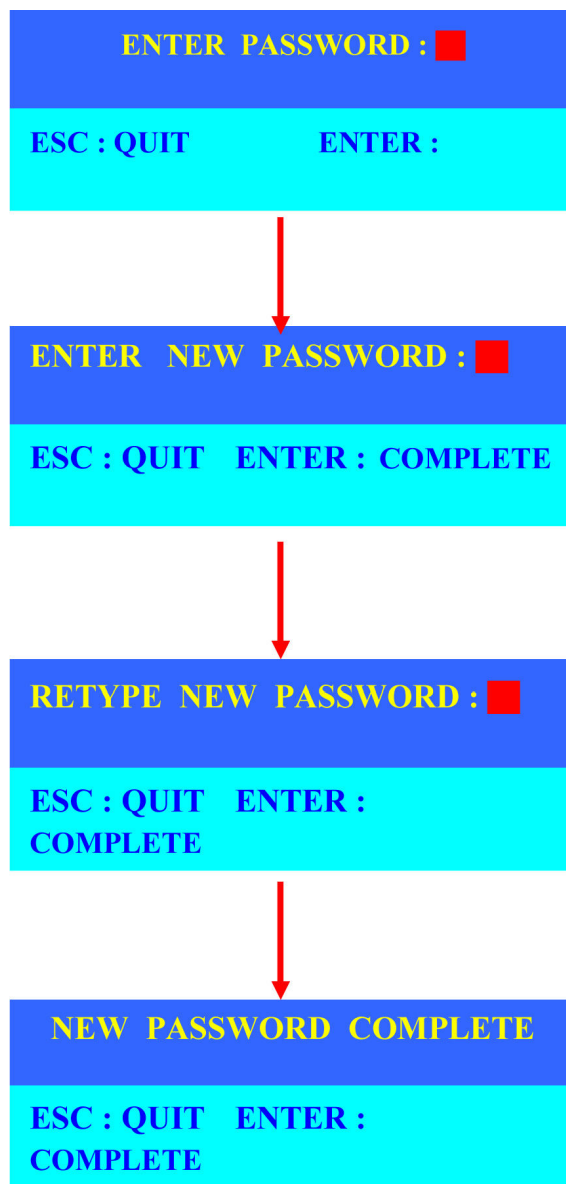 ENTER PASSWORD :
ESC : QUIT ENTER :
ENTER NEW PASSWORD :
ESC : QUIT ENTER : COMPLETE
RETYPE NEW PASSWORD :
ESC : QUIT ENTER :
COMPLETE
NEW PASSWORD COMPLETE
ESC : QUIT ENTER :
COMPLETE